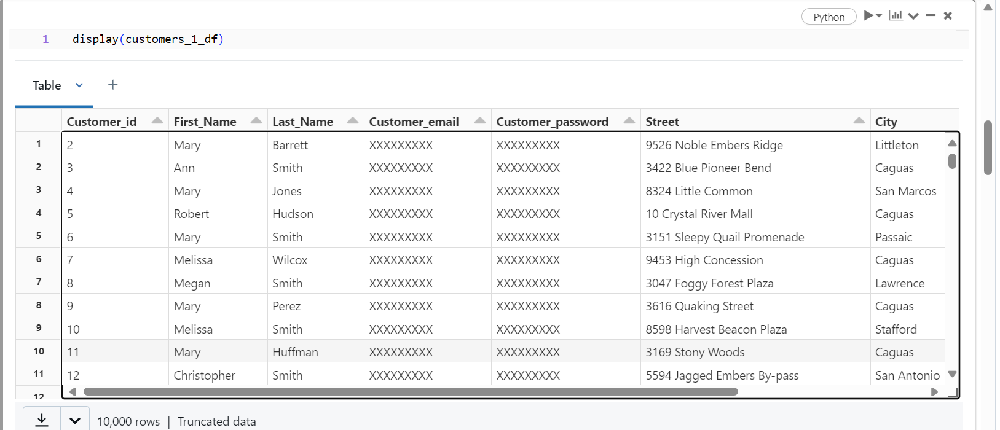 Python
1 display(customers_1_df)
Table
Customer_id First_Name Last_Name Customer_email Customer_password Street City
1 2 Mary Barrett XXXXXXXXX XXXXXXXXX 9526 Noble Embers Ridge Littleton
2 3 Ann Smith XXXXXXXXX XXXXXXXXX 3422 Blue Pioneer Bend Caguas
3 4 Mary Jones XXXXXXXXX XXXXXXXXX 8324 Little Common San Marcos
4 5 Robert Hudson XXXXXXXXX XXXXXXXXX 10 Crystal River Mall Caguas
5 6 Mary Smith XXXXXXXXX XXXXXXXXX 3151 Sleepy Quail Promenade Passaic
6 7 Melissa Wilcox XXXXXXXXX XXXXXXXXX 9453 High Concession Caguas
7 8 Megan Smith XXXXXXXXX XXXXXXXXX 3047 Foggy Forest Plaza Lawrence
8 9 Mary Perez XXXXXXXXX XXXXXXXXX 3616 Quaking Street Caguas
9 10 Melissa Smith XXXXXXXXX XXXXXXXXX 8598 Harvest Beacon Plaza Stafford
10 11 Mary Huffman XXXXXXXXX XXXXXXXXX 3169 Stony Woods Caguas
11 12 Christopher Smith XXXXXXXXX XXXXXXXXX 5594 Jagged Embers By-pass San Antonio
12
10,000 rows | Truncated data